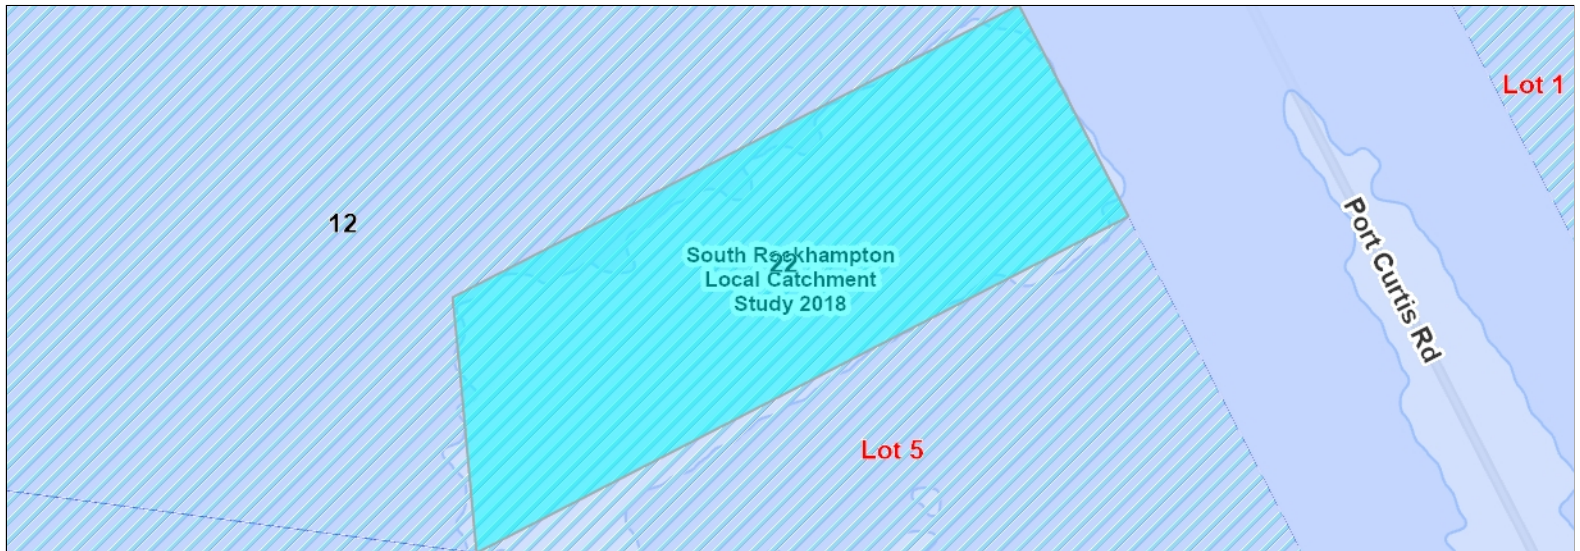 Lot 1
12
South Rockhampton
22
Local Catchment
Study 2018
Port Curtis Rd
Lot 5